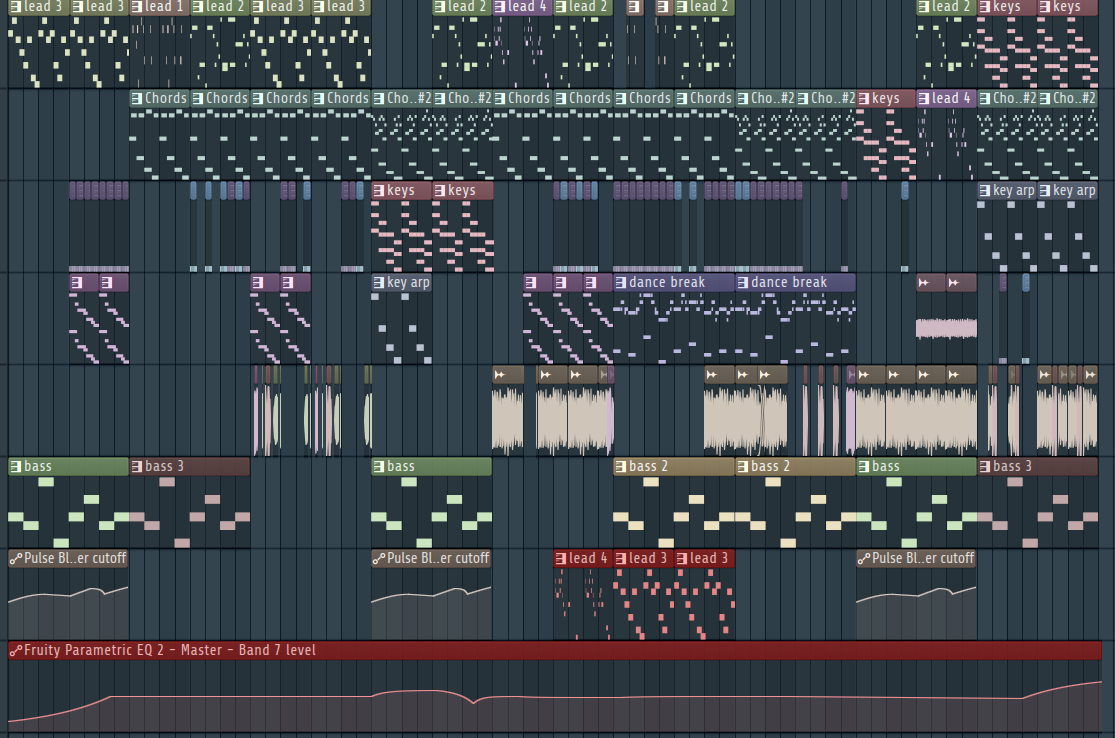 lead 3 lead 3 lead 1 lead 2 lead 3 lead 3 lead 2 lead 4 lead 2 lead 2 lead 2 keys keys
Chords Chords Chords Chords Cho..#2 Cho..#2 Chords Chords Chords Chords Cho..#2 Cho..#2 keys lead 4 Cho..#2 Cho..#2
keys keys key arp key arp
key arp dance break dance break
bass bass 3 bass bass 2 bass 2 bass bass 3
Pulse Bl..er cutoff Pulse Bl..er cutoff lead 4 lead 3 lead 3 Pulse Bl..er cutoff
Fruity Parametric EQ 2 - Master - Band 7 level